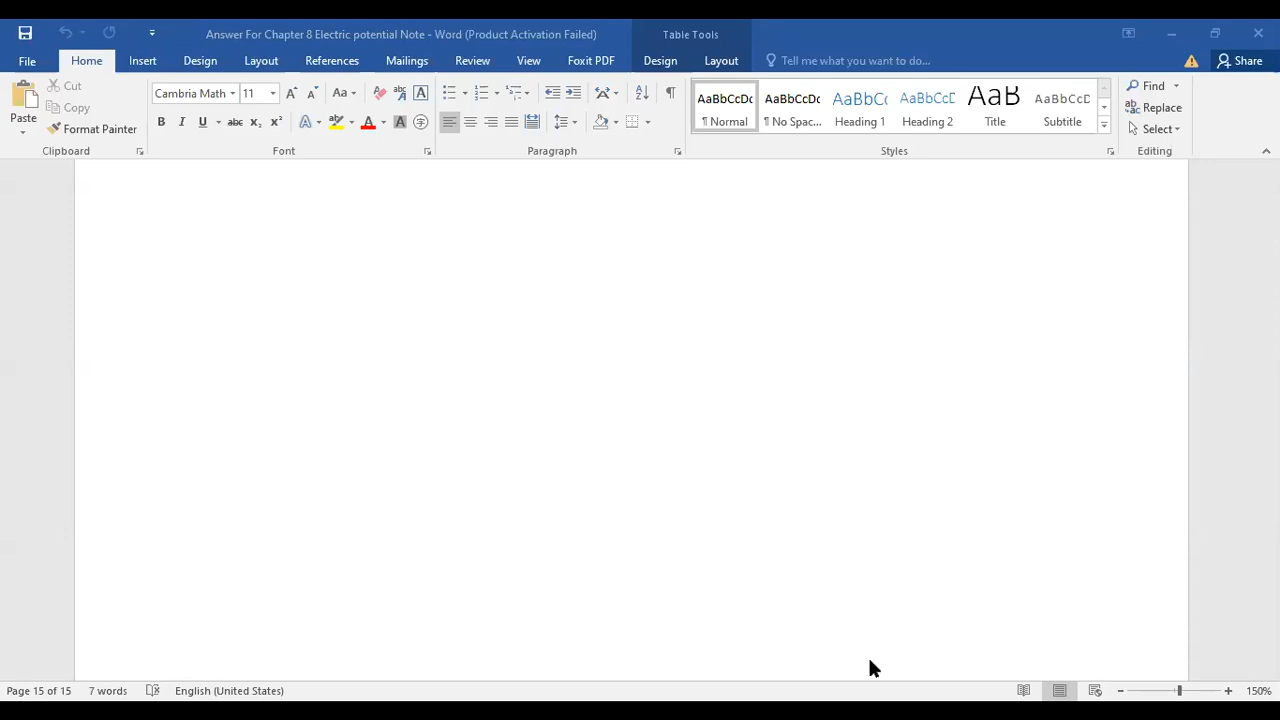 Answer For Chapter 8 Electric potential Note - Word (Product Activation Failed)
Table Tools
File Home Insert Design Layout References Mailings Review View Foxit PDF Design Layout Tell me what you want to do... Share
Paste
Cut
Copy
Format Painter
Clipboard
Cambria Math 11
Font
Paragraph
AaBbCcDc AaBbCcDc AaBbCc AaBbCcD AaB AaBbCcD
¶ Normal ¶ No Spac... Heading 1 Heading 2 Title Subtitle
Styles
Find
Replace
Select
Editing
Page 15 of 15 7 words English (United States) 150%